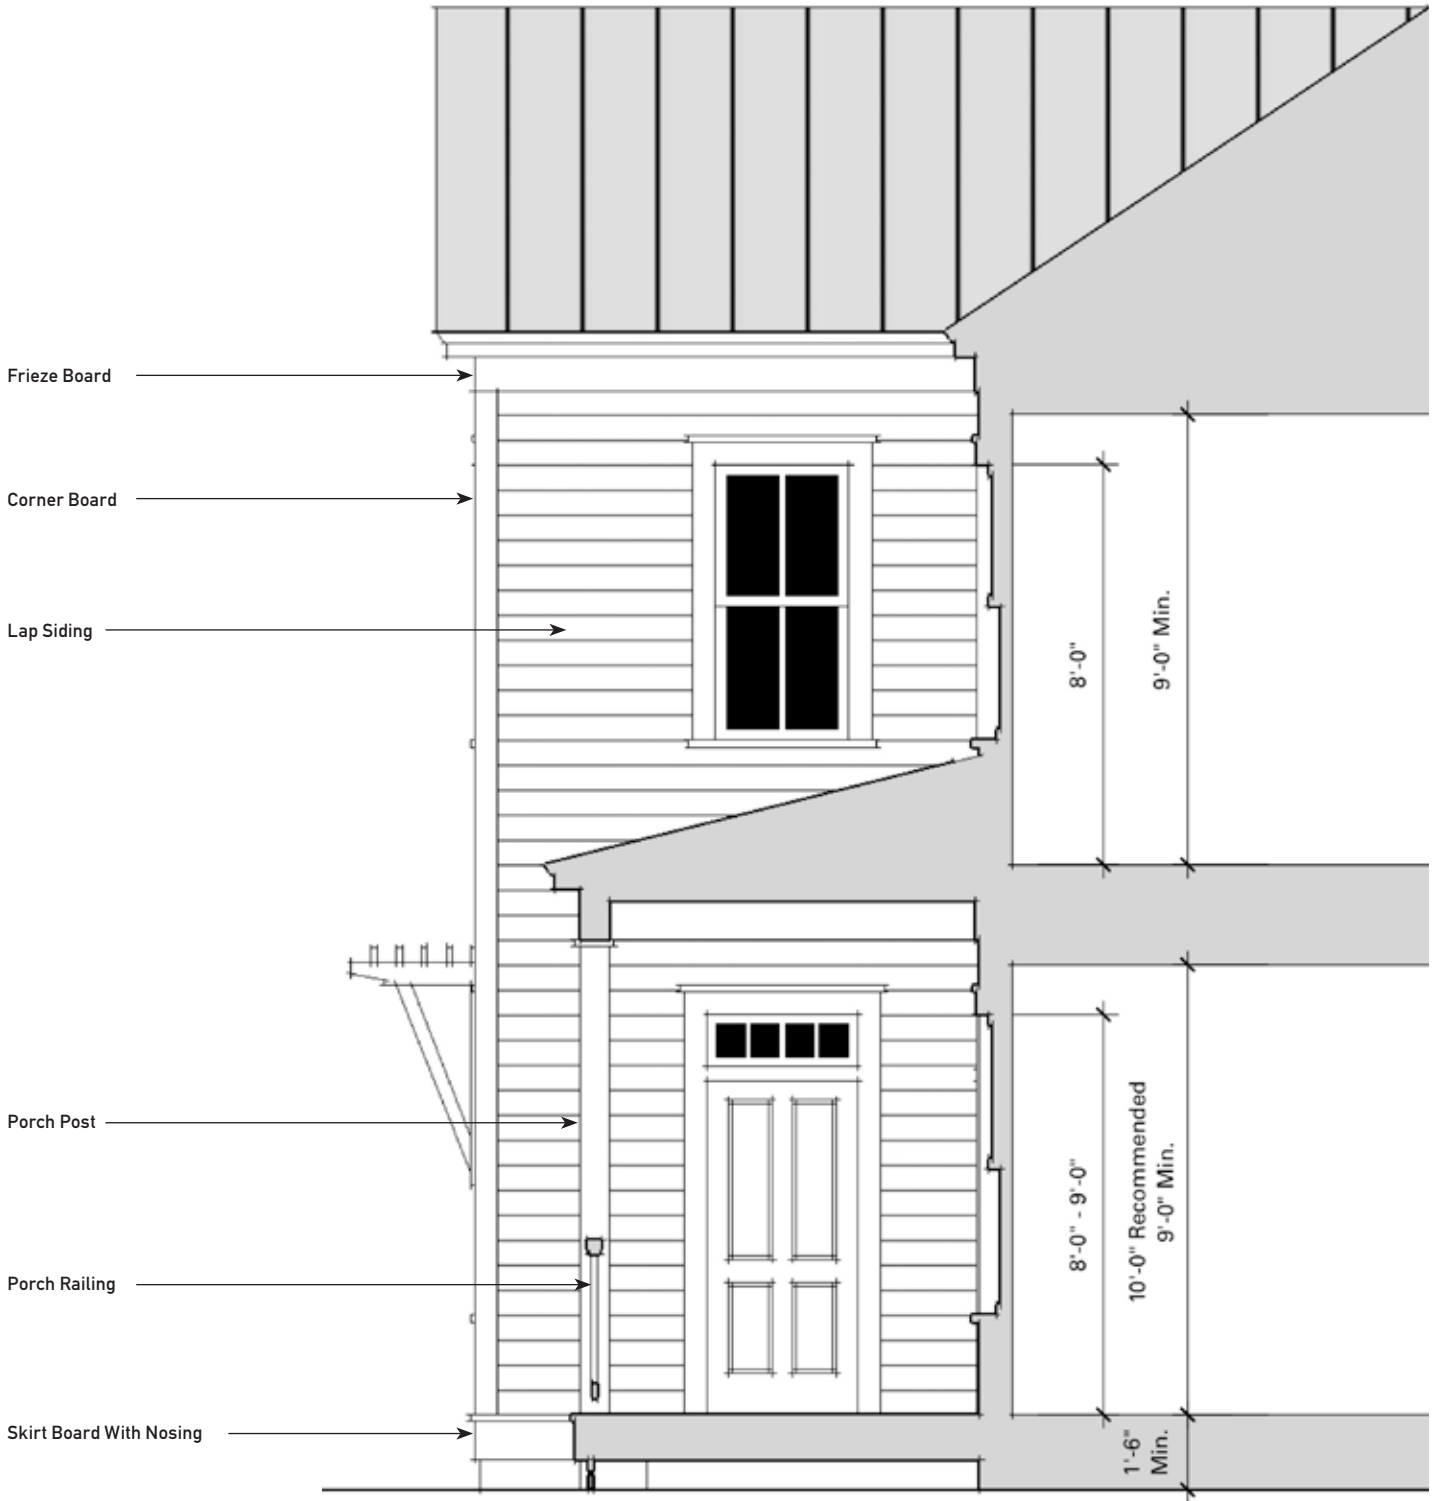 Frieze Board
Corner Board
Lap Siding
8'-0"
9'-0" Min.
Porch Post
Porch Railing
8'-0" - 9'-0"
10'-0" Recommended
9'-0" Min.
Skirt Board With Nosing
1'-6"
Min.